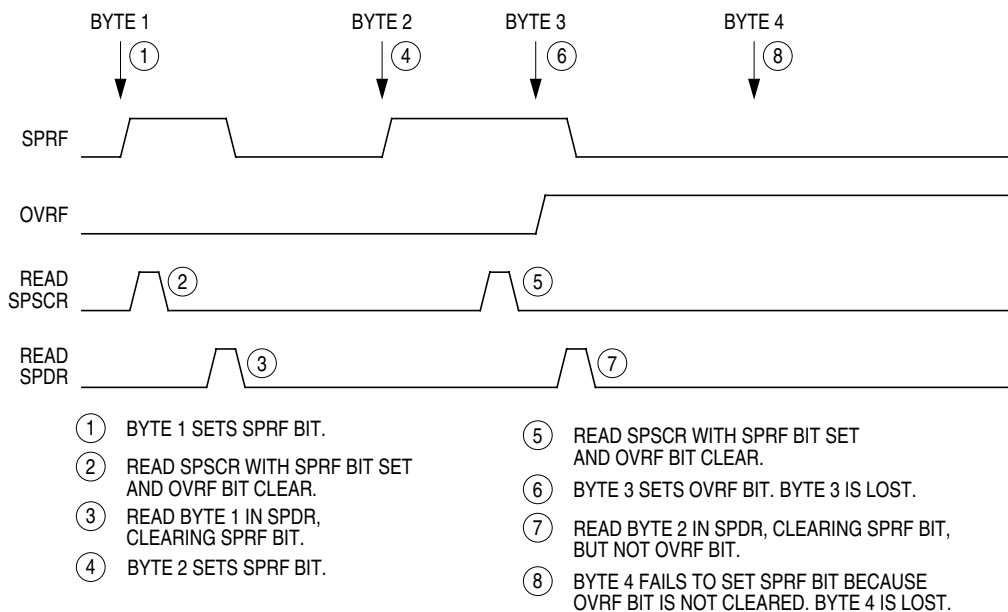 BYTE 1 BYTE 2 BYTE 3 BYTE 4
1 4 6 8
SPRF
OVRF
READ
SPSCR
2 5
READ
SPDR
3 7
1 BYTE 1 SETS SPRF BIT.
2 READ SPSCR WITH SPRF BIT SET
AND OVRF BIT CLEAR.
3 READ BYTE 1 IN SPDR,
CLEARING SPRF BIT.
4 BYTE 2 SETS SPRF BIT.
5 READ SPSCR WITH SPRF BIT SET
AND OVRF BIT CLEAR.
6 BYTE 3 SETS OVRF BIT. BYTE 3 IS LOST.
7 READ BYTE 2 IN SPDR, CLEARING SPRF BIT,
BUT NOT OVRF BIT.
8 BYTE 4 FAILS TO SET SPRF BIT BECAUSE
OVRF BIT IS NOT CLEARED. BYTE 4 IS LOST.